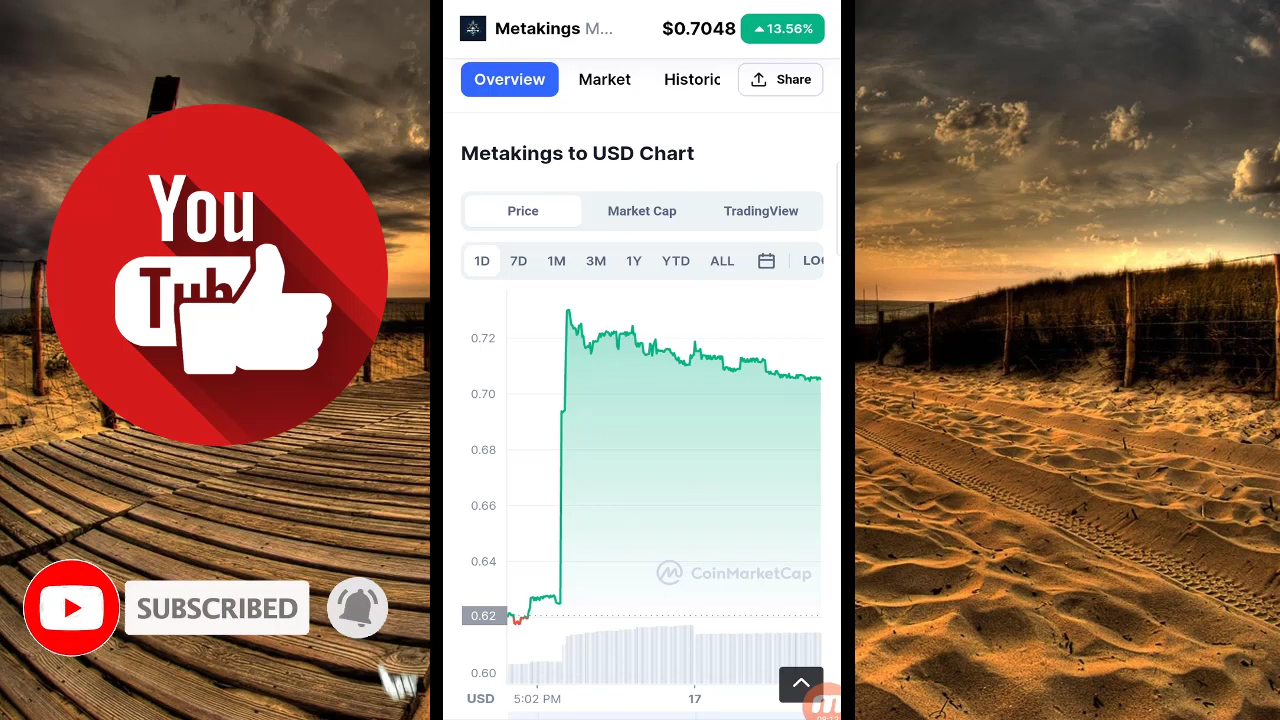 Metakings M...
$0.7048
13.56%
Overview
Market
Historic
Share
Metakings to USD Chart
Price
Market Cap
TradingView
1D
7D
1M
3M
1Y
YTD
ALL
LO
0.72
0.70
0.68
0.66
0.64
0.62
0.60
CoinMarketCap
USD
5:02 PM
17
You
Tub
SUBSCRIBED